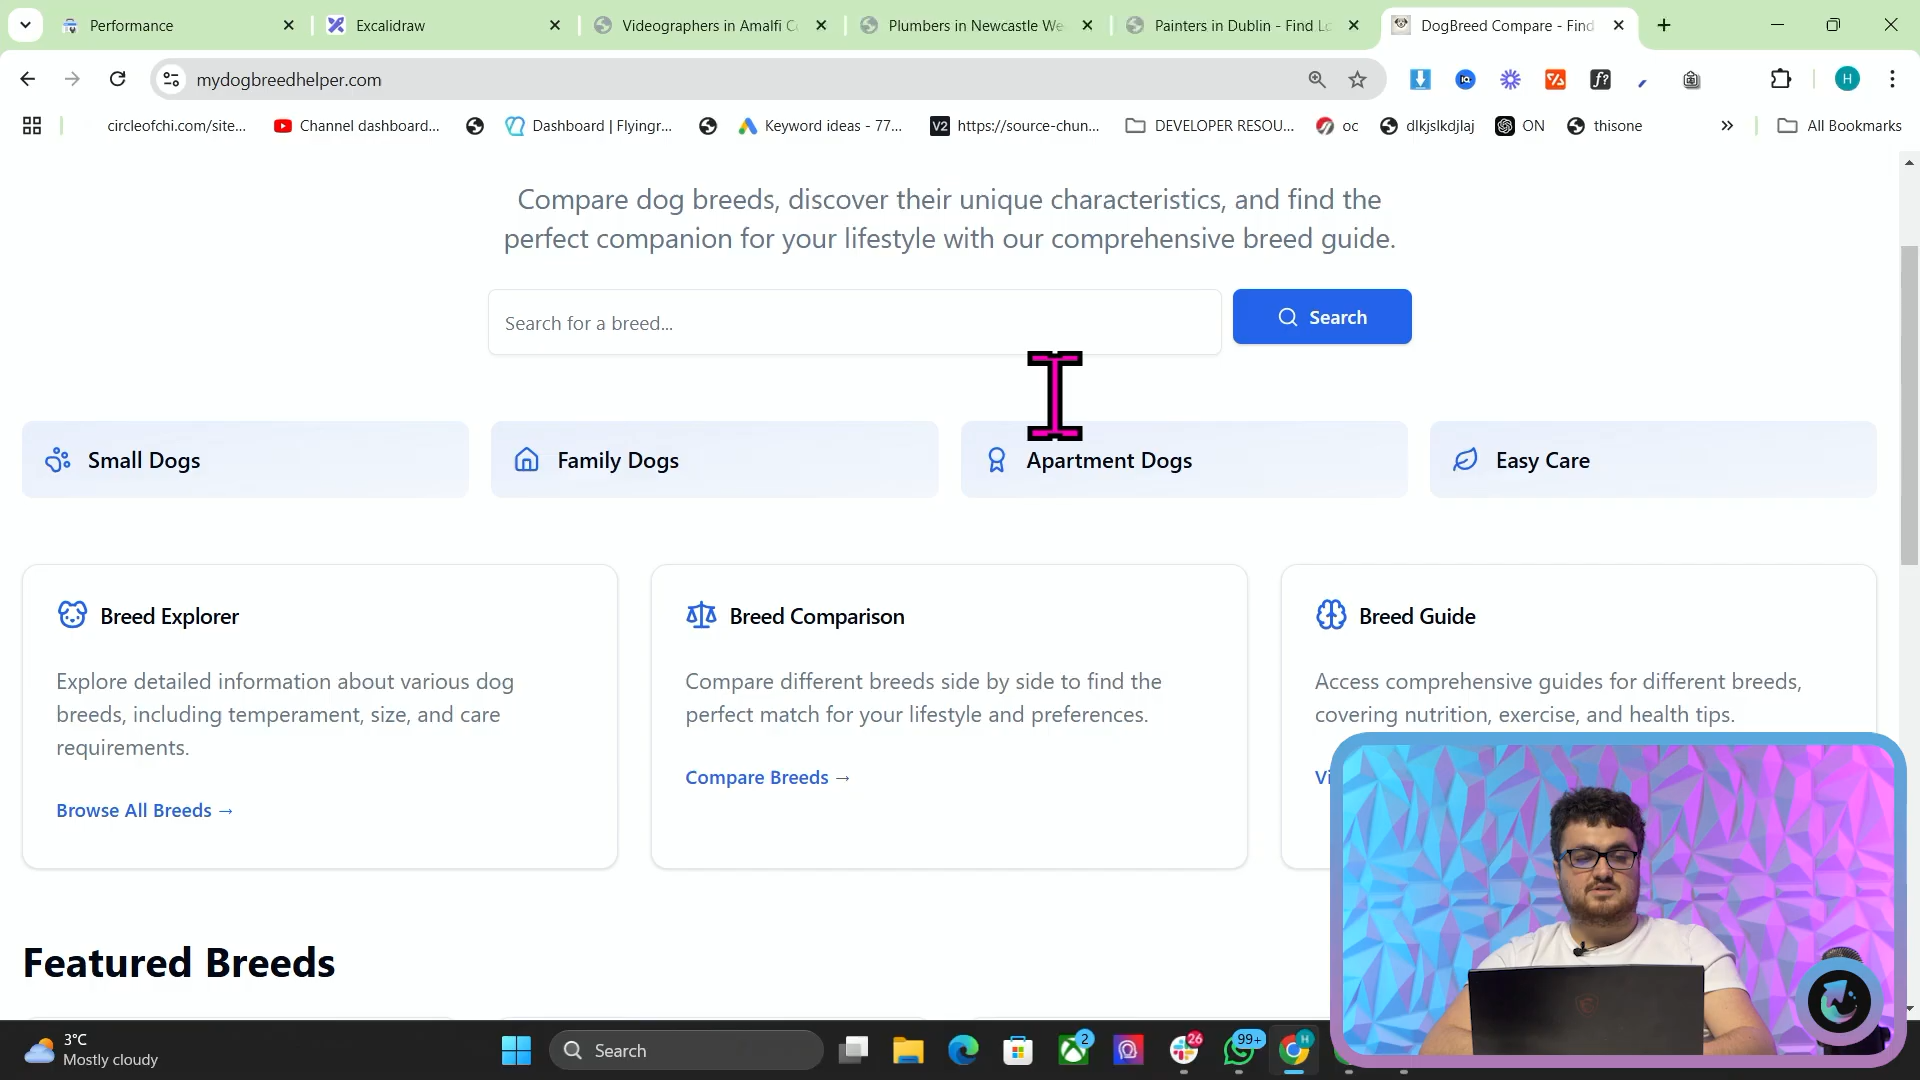 Performance
Excalidraw
Videographers in Amalfi C
Plumbers in Newcastle We
Painters in Dublin - Find Lo
DogBreed Compare - Find
mydogbreedhelper.com
H
circleofchi.com/site...
Channel dashboard...
Dashboard | Flyingr...
Keyword ideas - 77...
V2
https://source-chun...
DEVELOPER RESOU...
oc
dlkjslkdjlaj
ON
thisone
All Bookmarks
Compare dog breeds, discover their unique characteristics, and find the
perfect companion for your lifestyle with our comprehensive breed guide.
Search for a breed...
Search
Small Dogs
Family Dogs
Apartment Dogs
Easy Care
Breed Explorer
Explore detailed information about various dog
breeds, including temperament, size, and care
requirements.
Browse All Breeds →
Breed Comparison
Compare different breeds side by side to find the
perfect match for your lifestyle and preferences.
Compare Breeds →
Breed Guide
Access comprehensive guides for different breeds,
covering nutrition, exercise, and health tips.
Vi
Featured Breeds
3°C
Mostly cloudy
Search
2
26
99+
H